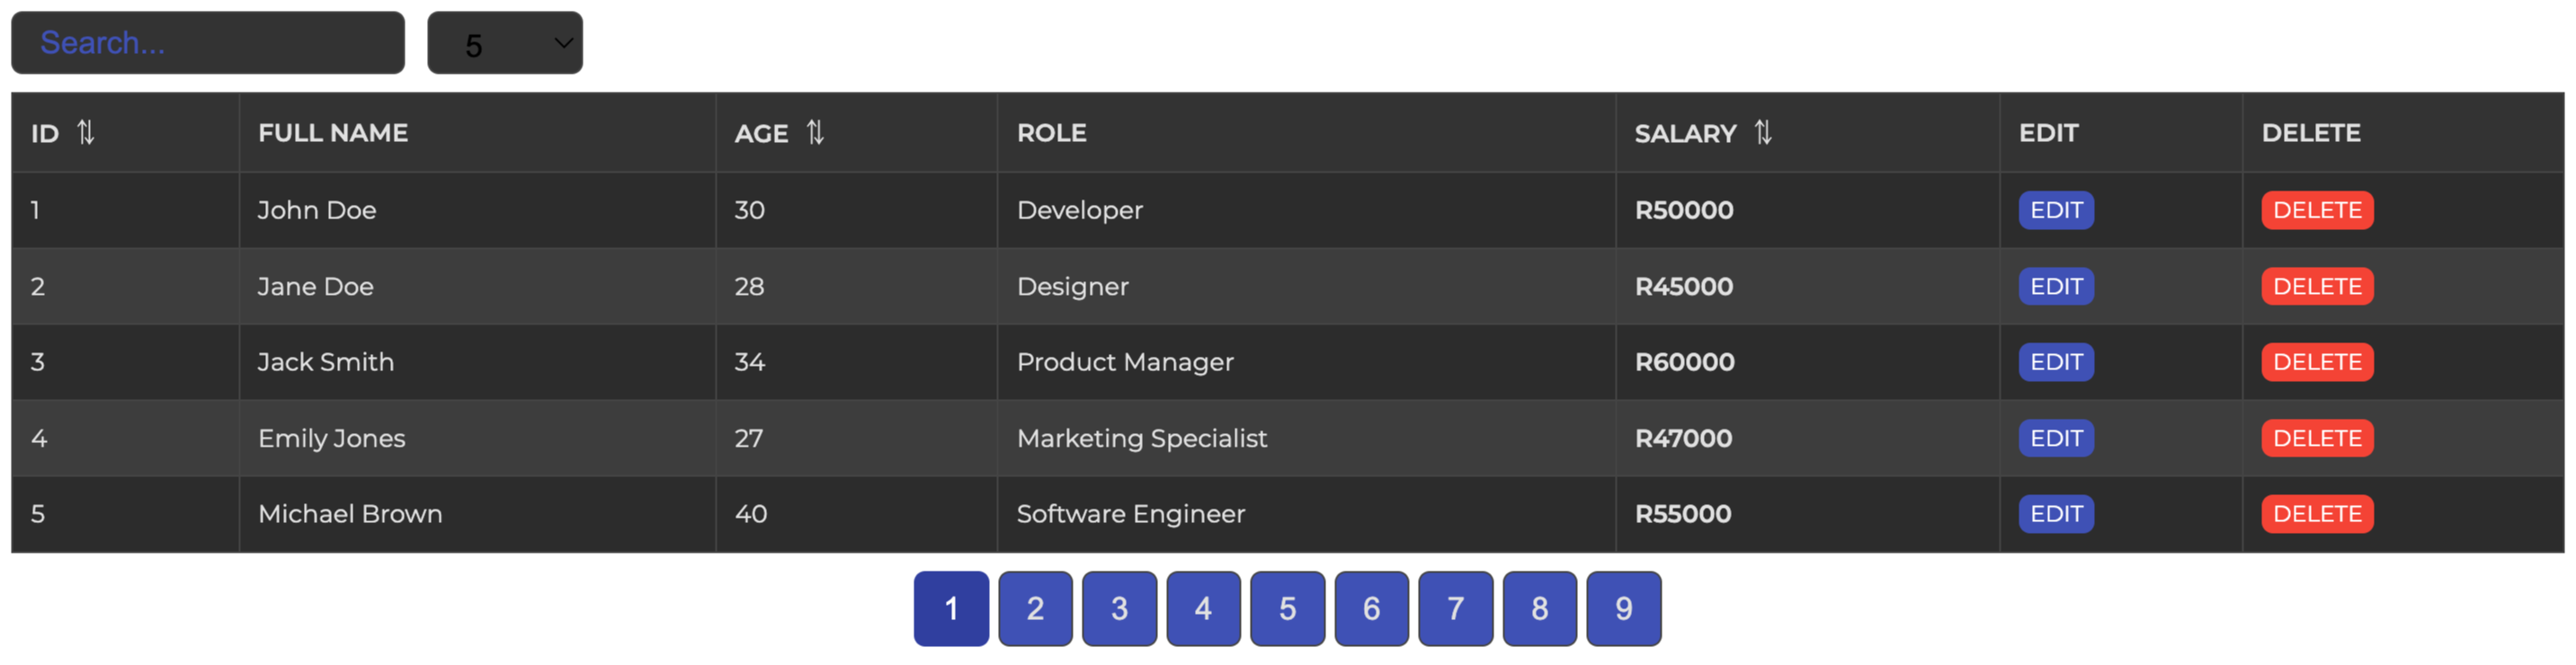 Search... 5
ID FULL NAME AGE ROLE SALARY EDIT DELETE
1 John Doe 30 Developer R50000 EDIT DELETE
2 Jane Doe 28 Designer R45000 EDIT DELETE
3 Jack Smith 34 Product Manager R60000 EDIT DELETE
4 Emily Jones 27 Marketing Specialist R47000 EDIT DELETE
5 Michael Brown 40 Software Engineer R55000 EDIT DELETE
1 2 3 4 5 6 7 8 9